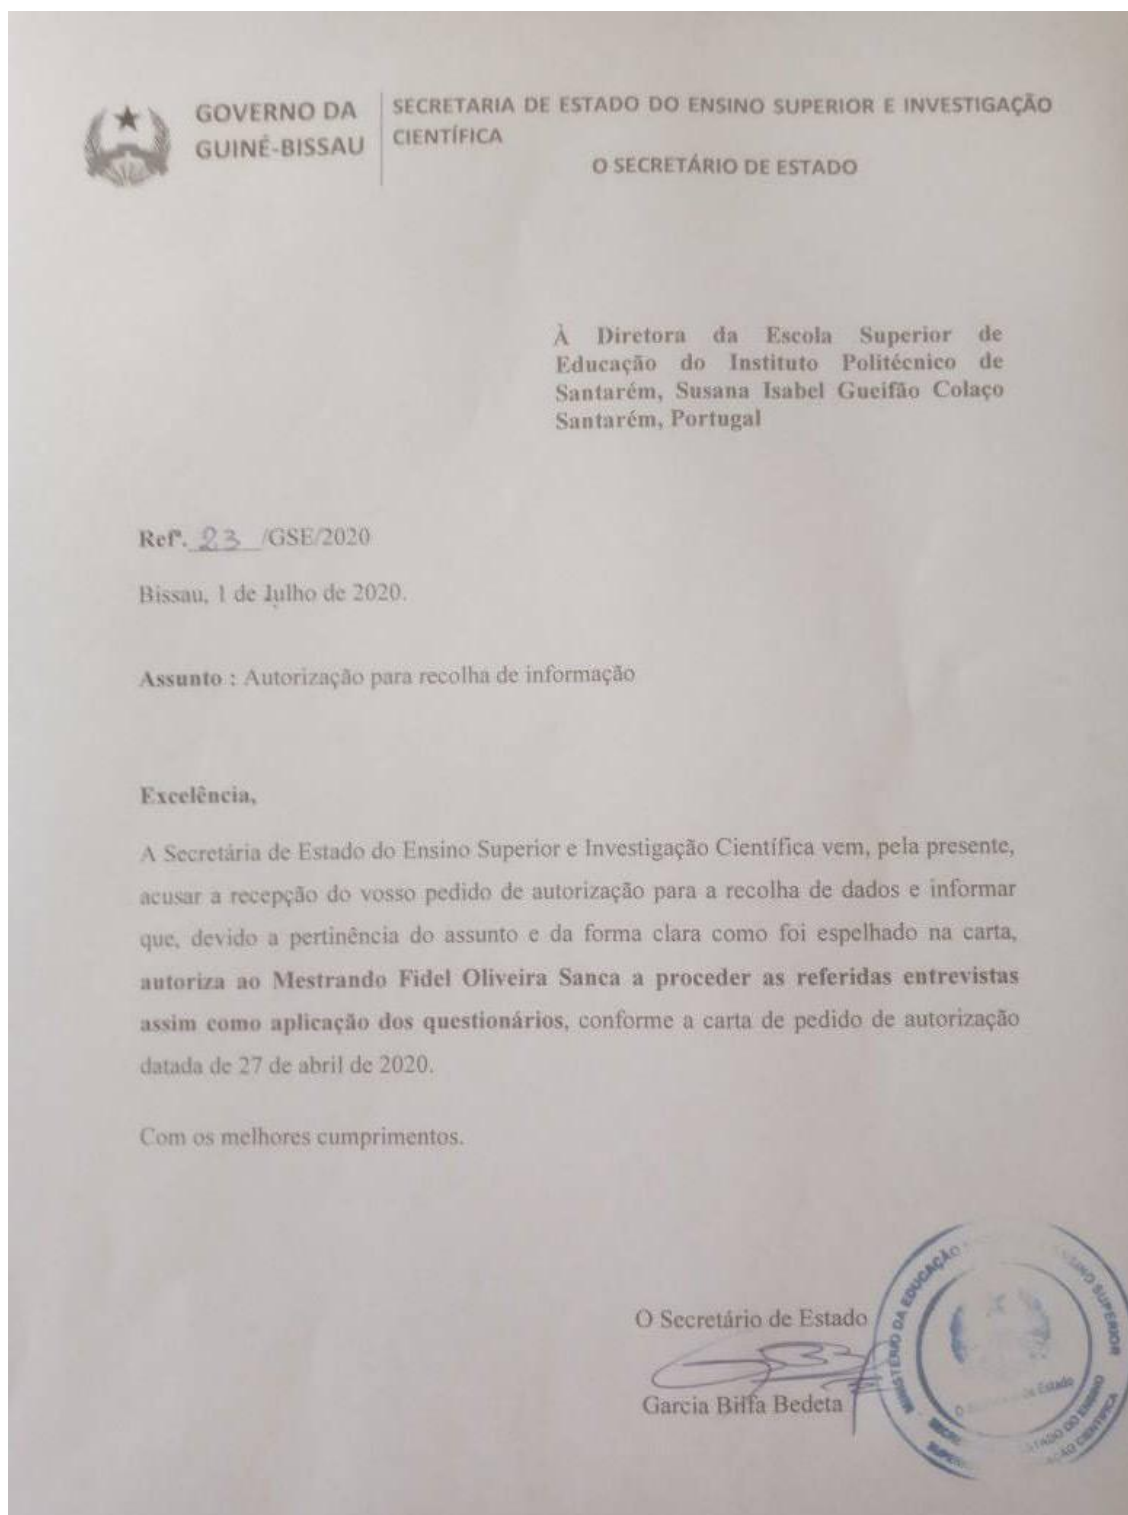 GOVERNO DA
GUINÉ-BISSAU
SECRETARIA DE ESTADO DO ENSINO SUPERIOR E INVESTIGAÇÃO
CIENTÍFICA
O SECRETÁRIO DE ESTADO
À Diretora da Escola Superior de
Educação do Instituto Politécnico de
Santarém, Susana Isabel Gueifão Colaço
Santarém, Portugal
Refª. 23 /GSE/2020
Bissau, 1 de Julho de 2020.
Assunto : Autorização para recolha de informação
Excelência,
A Secretária de Estado do Ensino Superior e Investigação Científica vem, pela presente,
acusar a recepção do vosso pedido de autorização para a recolha de dados e informar
que, devido a pertinência do assunto e da forma clara como foi espelhado na carta,
autoriza ao Mestrando Fidel Oliveira Sanca a proceder as referidas entrevistas
assim como aplicação dos questionários, conforme a carta de pedido de autorização
datada de 27 de abril de 2020.
Com os melhores cumprimentos.
O Secretário de Estado
Garcia Biifa Bedeta
MINISTÉRIO DA EDUCAÇÃO ENSINO SUPERIOR
O de Estado
ESTADO DO ENSINO
CIENTÍFICA